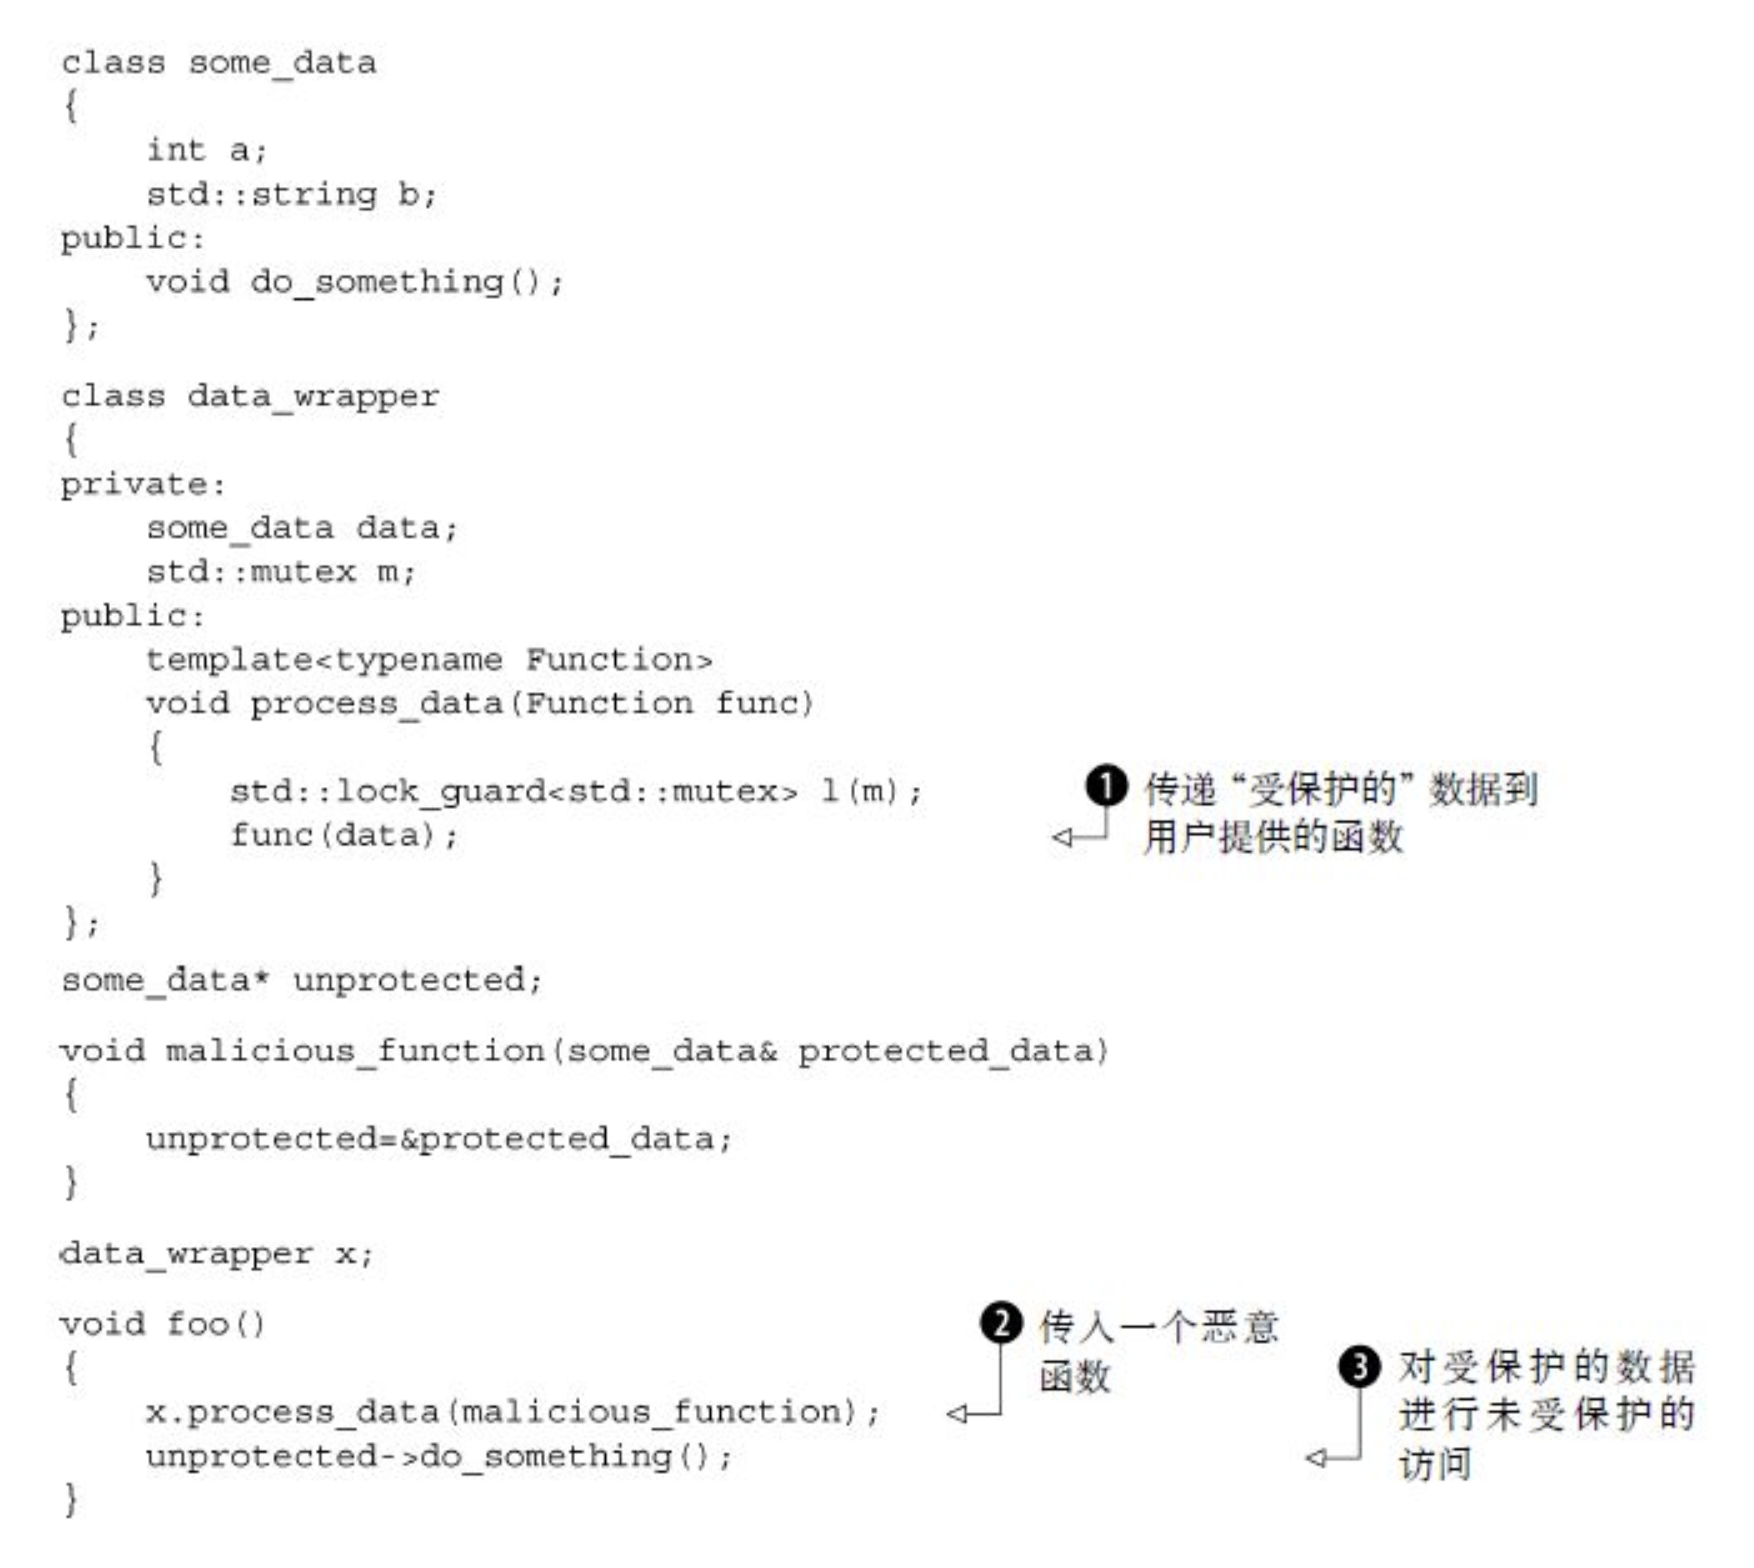 class some_data
{
int a;
std::string b;
public:
void do_something();
};
class data_wrapper
{
private:
some_data data;
std::mutex m;
public:
template<typename Function>
void process_data(Function func)
{
std::lock_guard<std::mutex> l(m);
func(data);
}
};
❶ 传递“受保护的”数据到
用户提供的函数
some_data* unprotected;
void malicious_function(some_data& protected_data)
{
unprotected=&protected_data;
}
data_wrapper x;
void foo()
{
x.process_data(malicious_function);
unprotected->do_something();
}
❷ 传入一个恶意
函数
❸ 对受保护的数据
进行未受保护的
访问